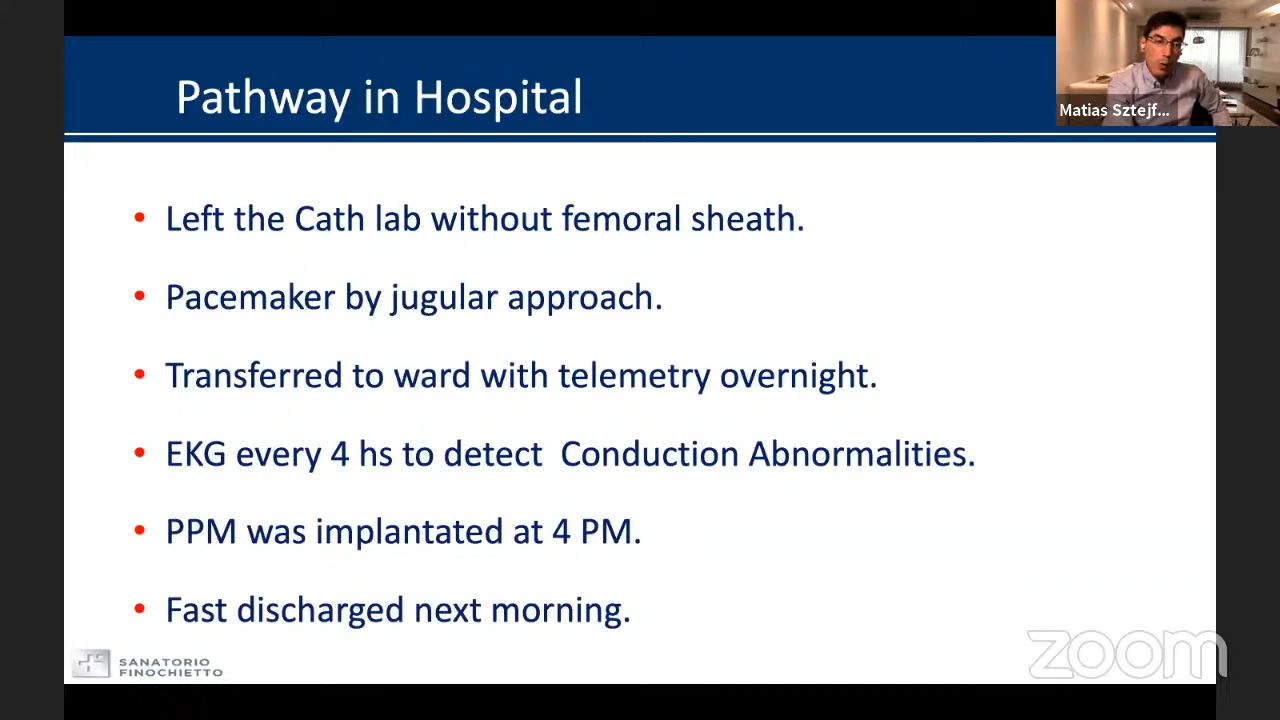 Pathway in Hospital
Matias Sztejf...
• Left the Cath lab without femoral sheath.
• Pacemaker by jugular approach.
• Transferred to ward with telemetry overnight.
• EKG every 4 hs to detect  Conduction Abnormalities.
• PPM was implantated at 4 PM.
• Fast discharged next morning.
SANATORIO
FINOCHIETTO
zoom